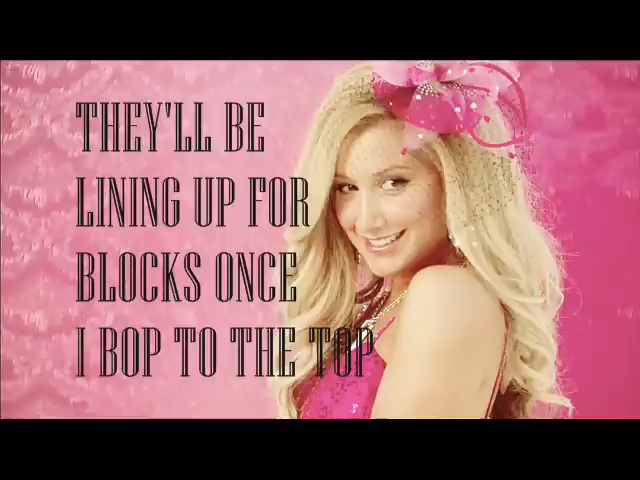 THEY'LL BE
LINING UP FOR
BLOCKS ONCE
I BOP TO THE TOP